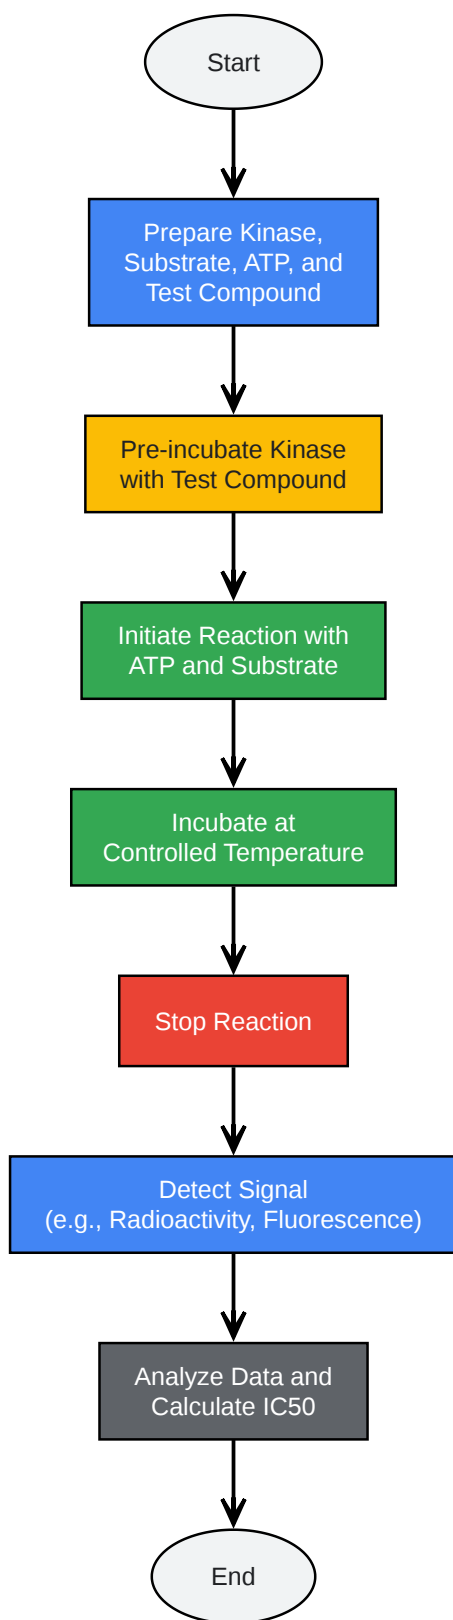 Start
Prepare Kinase,
Substrate, ATP, and
Test Compound
Pre-incubate Kinase
with Test Compound
Initiate Reaction with
ATP and Substrate
Incubate at
Controlled Temperature
Stop Reaction
Detect Signal
(e.g., Radioactivity, Fluorescence)
Analyze Data and
Calculate IC50
End